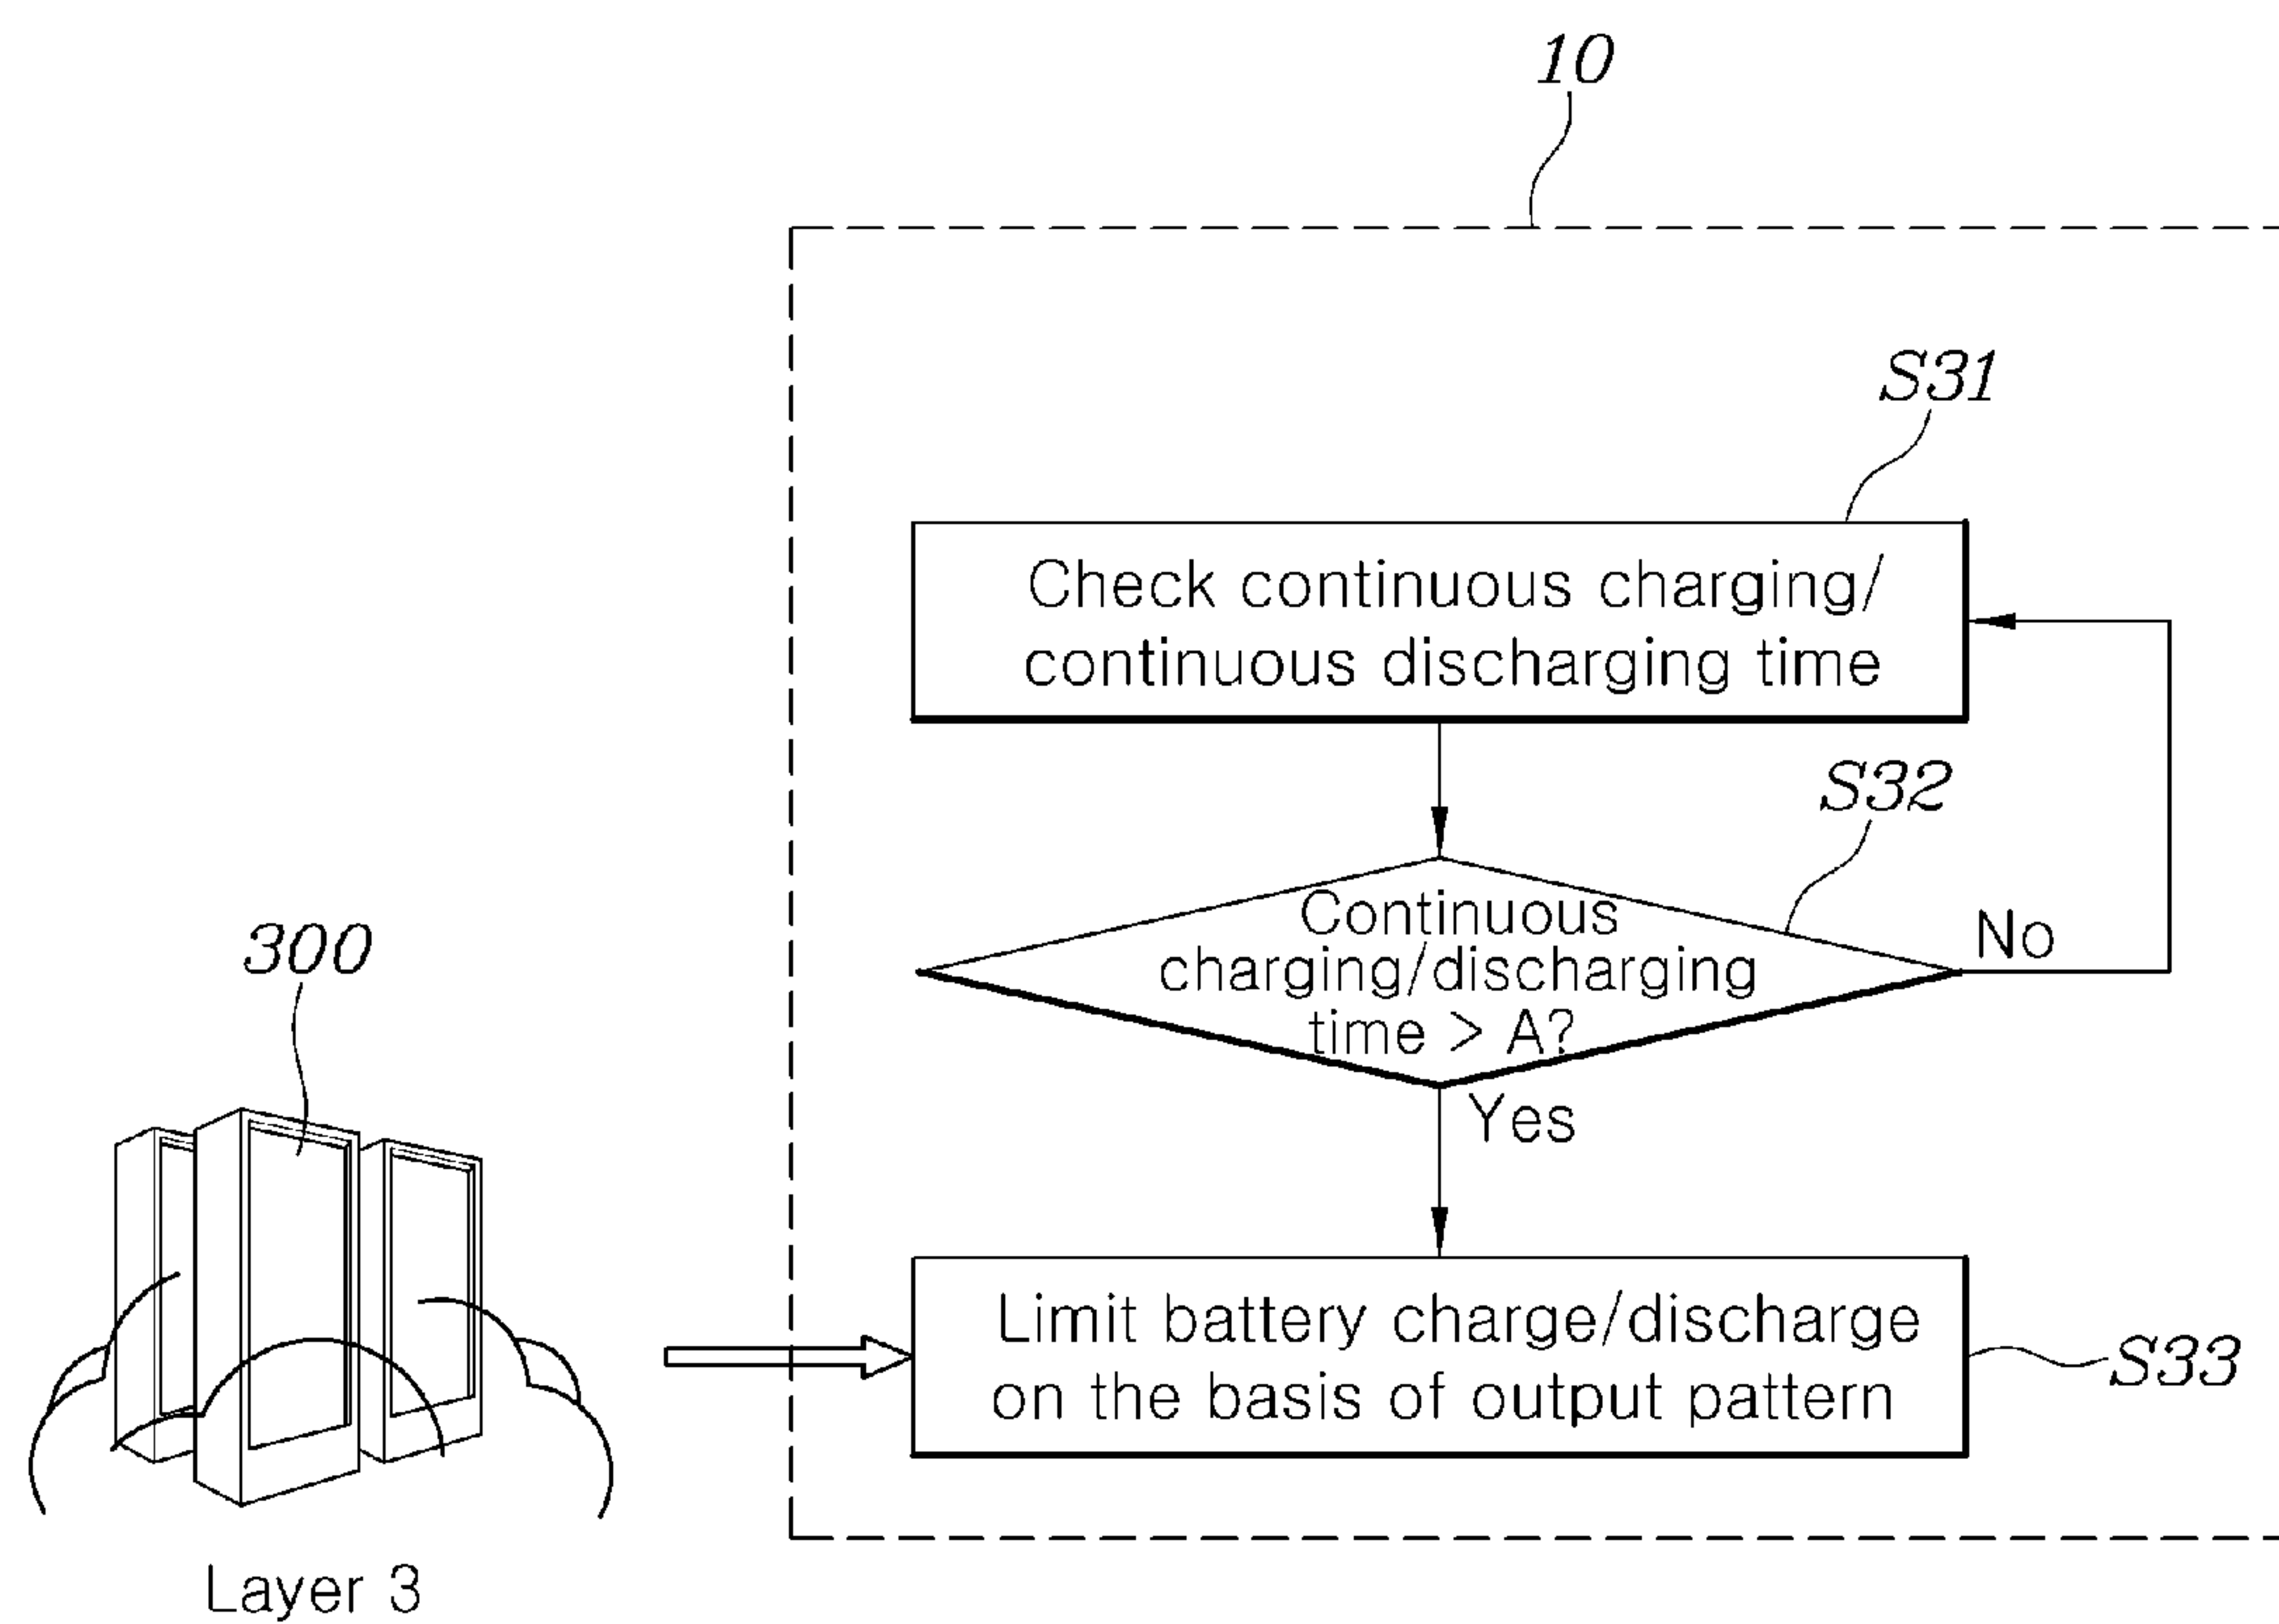 10
S31
Check continuous charging/
continuous discharging time
S32
Continuous
charging/discharging
time > A?
No
Yes
300
Limit battery charge/discharge
on the basis of output pattern
S33
Layer 3